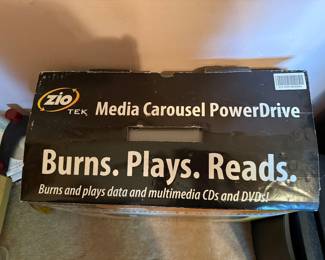 zio
TEK
Media Carousel PowerDrive
Burns. Plays. Reads.
Burns and plays data and multimedia CDs and DVDs!